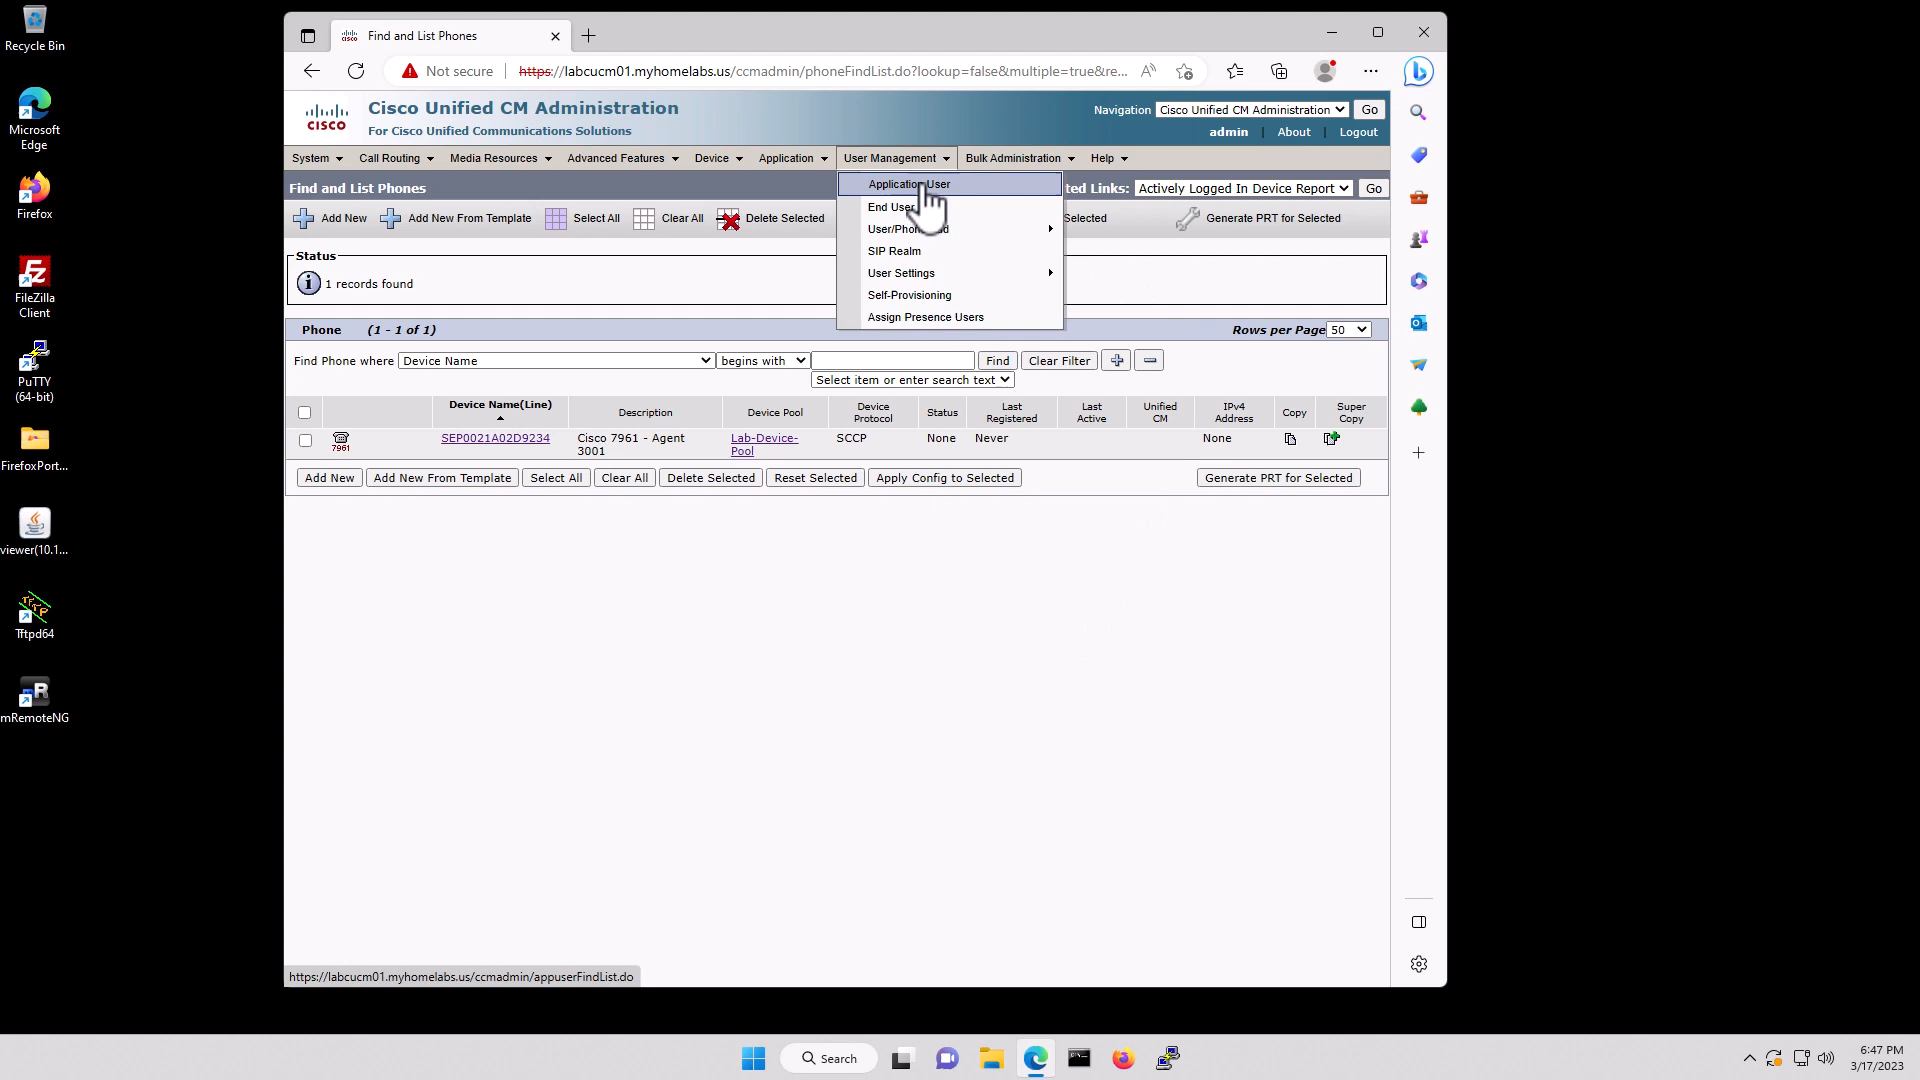 Recycle Bin
Microsoft
Edge
Firefox
FileZilla
Client
PuTTY
(64-bit)
FirefoxPort...
viewer(10.1...
Tftpd64
mRemoteNG
Find and List Phones
Not secure
https://labcucm01.myhomelabs.us/ccmadmin/phoneFindList.do?lookup=false&multiple=true&re...
CISCO
Cisco Unified CM Administration
For Cisco Unified Communications Solutions
Navigation Cisco Unified CM Administration Go
admin | About | Logout
System Call Routing Media Resources Advanced Features Device Application User Management Bulk Administration Help
Find and List Phones
ted Links: Actively Logged In Device Report Go
Add New Add New From Template Select All Clear All Delete Selected
Selected Generate PRT for Selected
Application User
End User
SIP Realm
User Settings
Self-Provisioning
Assign Presence Users
Status
1 records found
Phone (1 - 1 of 1)
Rows per Page 50
Find Phone where Device Name begins with Find Clear Filter
Select item or enter search text
Device Name(Line) Description Device Pool Device Protocol Status Last Registered Last Active Unified CM IPv4 Address Copy Super Copy
7961 SEP0021A02D9234 Cisco 7961 - Agent 3001 Lab-Device-Pool SCCP None Never None
Add New Add New From Template Select All Clear All Delete Selected Reset Selected Apply Config to Selected Generate PRT for Selected
https://labcucm01.myhomelabs.us/ccmadmin/appuserFindList.do
Search
6:47 PM
3/17/2023